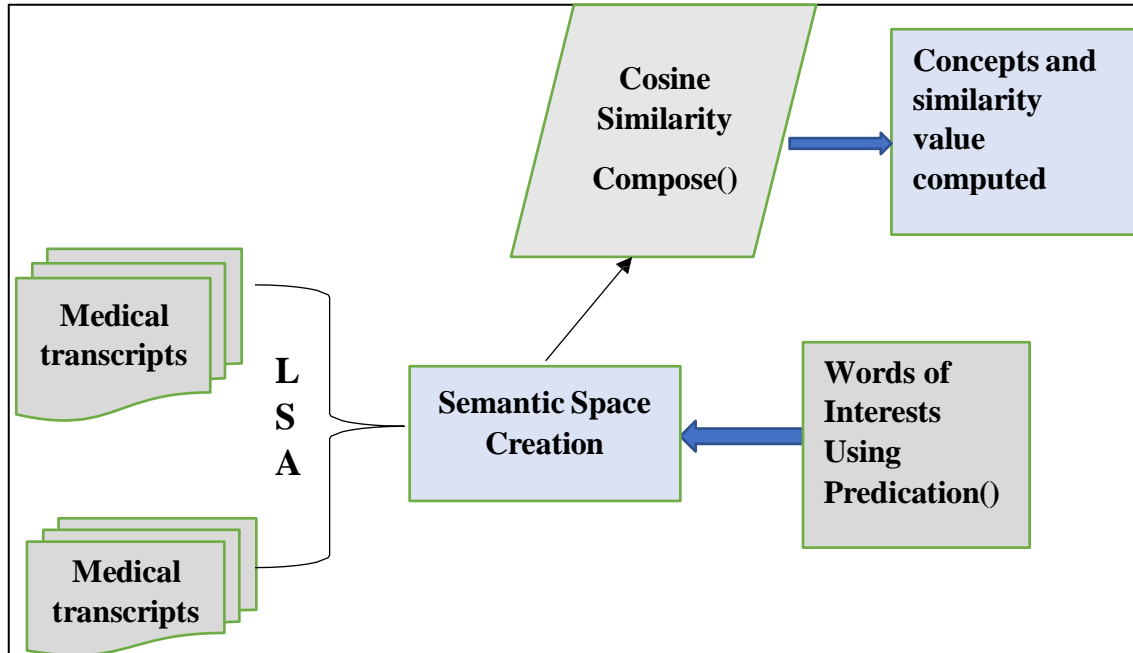 Cosine
Similarity
Compose()
Concepts and
similarity
value
computed
Medical
transcripts
L
S
A
Semantic Space
Creation
Words of
Interests
Using
Predication()
Medical
transcripts